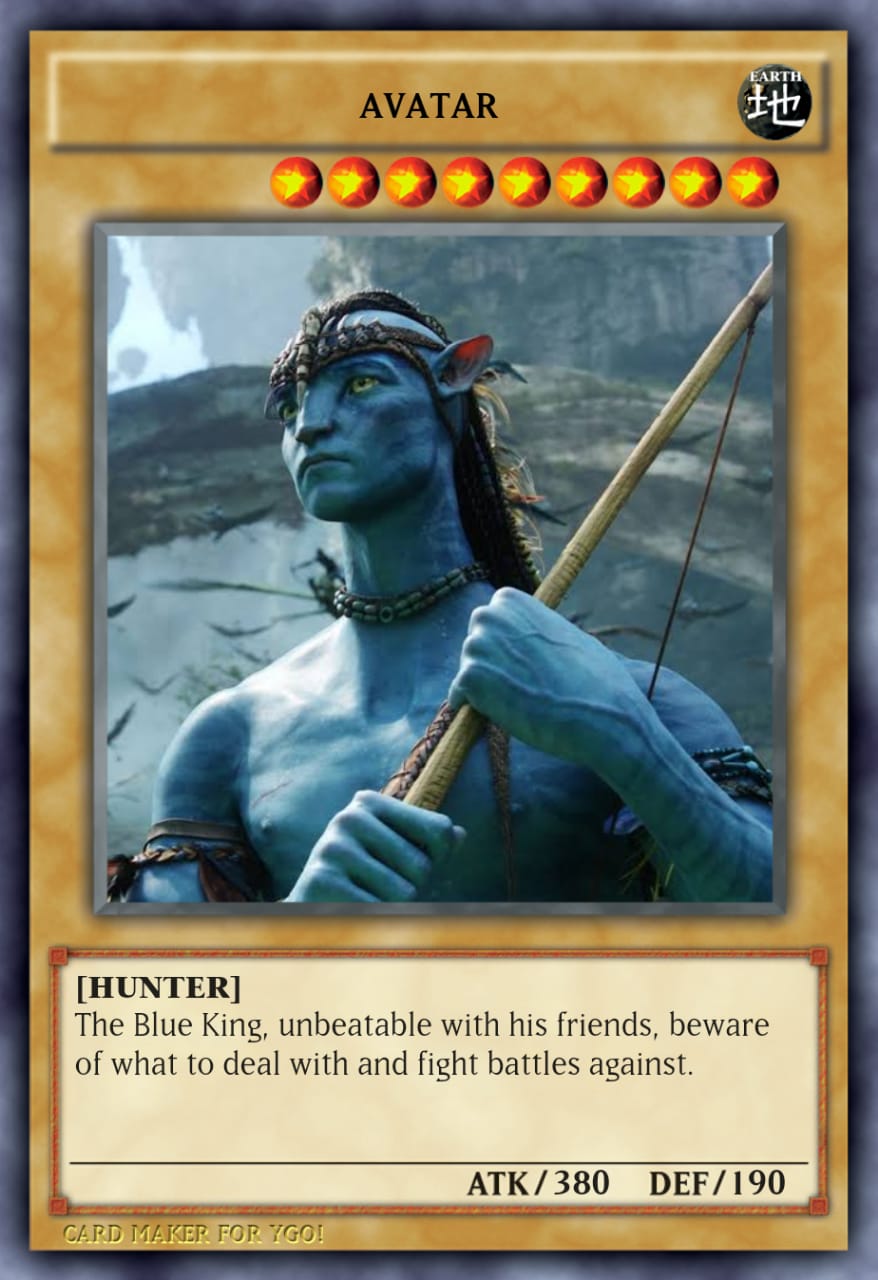 AVATAR
EARTH
地
[HUNTER]
The Blue King, unbeatable with his friends, beware
of what to deal with and fight battles against.
ATK/380 DEF/190
CARD MAKER FOR YGO!